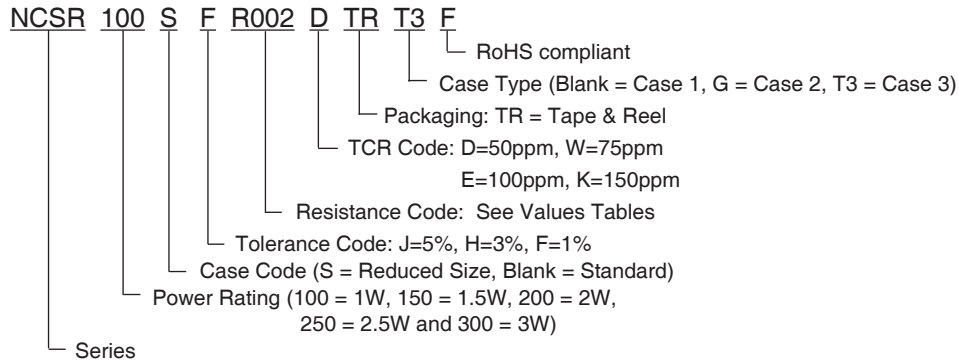 NCSR 100 S F R002 D TR T3 F
RoHS compliant
Case Type (Blank = Case 1, G = Case 2, T3 = Case 3)
Packaging: TR = Tape & Reel
TCR Code: D=50ppm, W=75ppm
E=100ppm, K=150ppm
Resistance Code: See Values Tables
Tolerance Code: J=5%, H=3%, F=1%
Case Code (S = Reduced Size, Blank = Standard)
Power Rating (100 = 1W, 150 = 1.5W, 200 = 2W,
250 = 2.5W and 300 = 3W)
Series